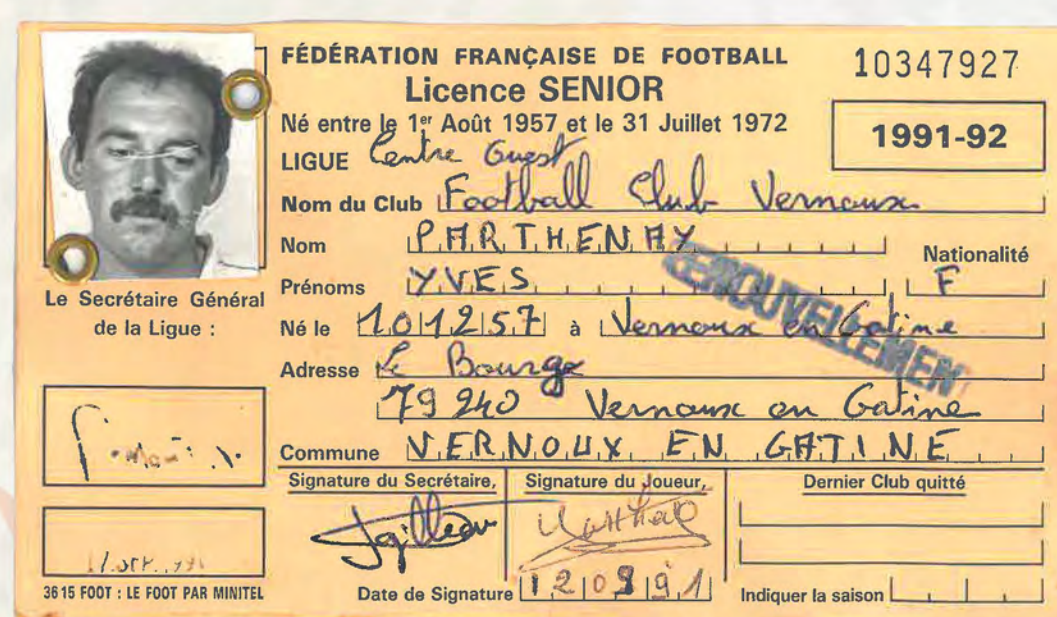 FÉDÉRATION FRANÇAISE DE FOOTBALL
10347927
Licence SENIOR
Né entre le 1er Août 1957 et le 31 Juillet 1972
1991-92
LIGUE Centre Ouest
Nom du Club Football Club Vernoux
Nom PARTHENAY
Nationalité
Prénoms YVES F
RENOUVELLEMENT
Le Secrétaire Général
de la Ligue :
Né le 101257 à Vernoux en Gatine
Adresse Le Bourg
79240 Vernoux en Gatine
Commune VERNOUX EN GATINE
Signature du Secrétaire, Signature du Joueur, Dernier Club quitté
Date de Signature 120991
Indiquer la saison
3615 FOOT : LE FOOT PAR MINITEL